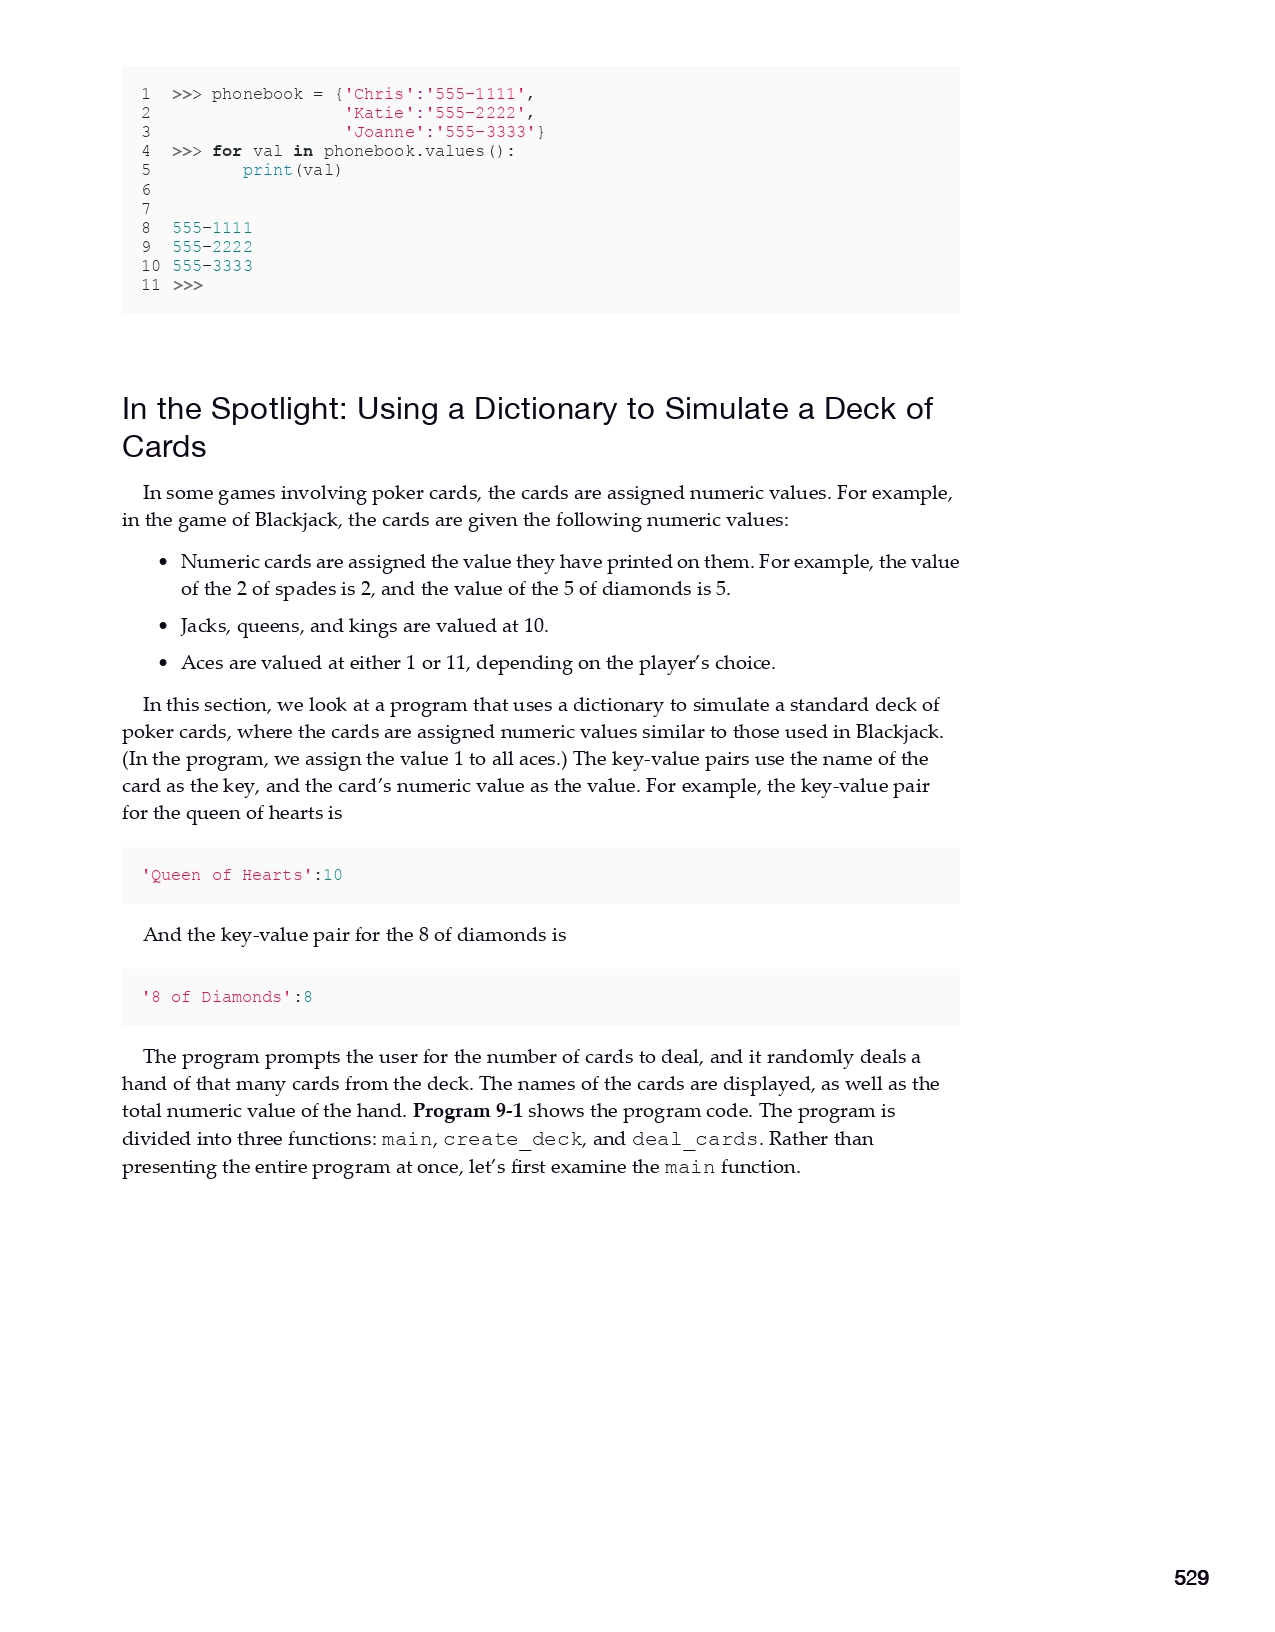 1 >>> phonebook = {'Chris':'555-1111',
2 'Katie':'555-2222',
3 'Joanne':'555-3333'}
4 >>> for val in phonebook.values():
5 print(val)
6
7
8 555-1111
9 555-2222
10 555-3333
11 >>>
In the Spotlight: Using a Dictionary to Simulate a Deck of
Cards
In some games involving poker cards, the cards are assigned numeric values. For example,
in the game of Blackjack, the cards are given the following numeric values:
• Numeric cards are assigned the value they have printed on them. For example, the value
of the 2 of spades is 2, and the value of the 5 of diamonds is 5.
• Jacks, queens, and kings are valued at 10.
• Aces are valued at either 1 or 11, depending on the player’s choice.
In this section, we look at a program that uses a dictionary to simulate a standard deck of
poker cards, where the cards are assigned numeric values similar to those used in Blackjack.
(In the program, we assign the value 1 to all aces.) The key-value pairs use the name of the
card as the key, and the card’s numeric value as the value. For example, the key-value pair
for the queen of hearts is
'Queen of Hearts':10
And the key-value pair for the 8 of diamonds is
'8 of Diamonds':8
The program prompts the user for the number of cards to deal, and it randomly deals a
hand of that many cards from the deck. The names of the cards are displayed, as well as the
total numeric value of the hand. Program 9-1 shows the program code. The program is
divided into three functions: main, create_deck, and deal_cards. Rather than
presenting the entire program at once, let’s first examine the main function.
529